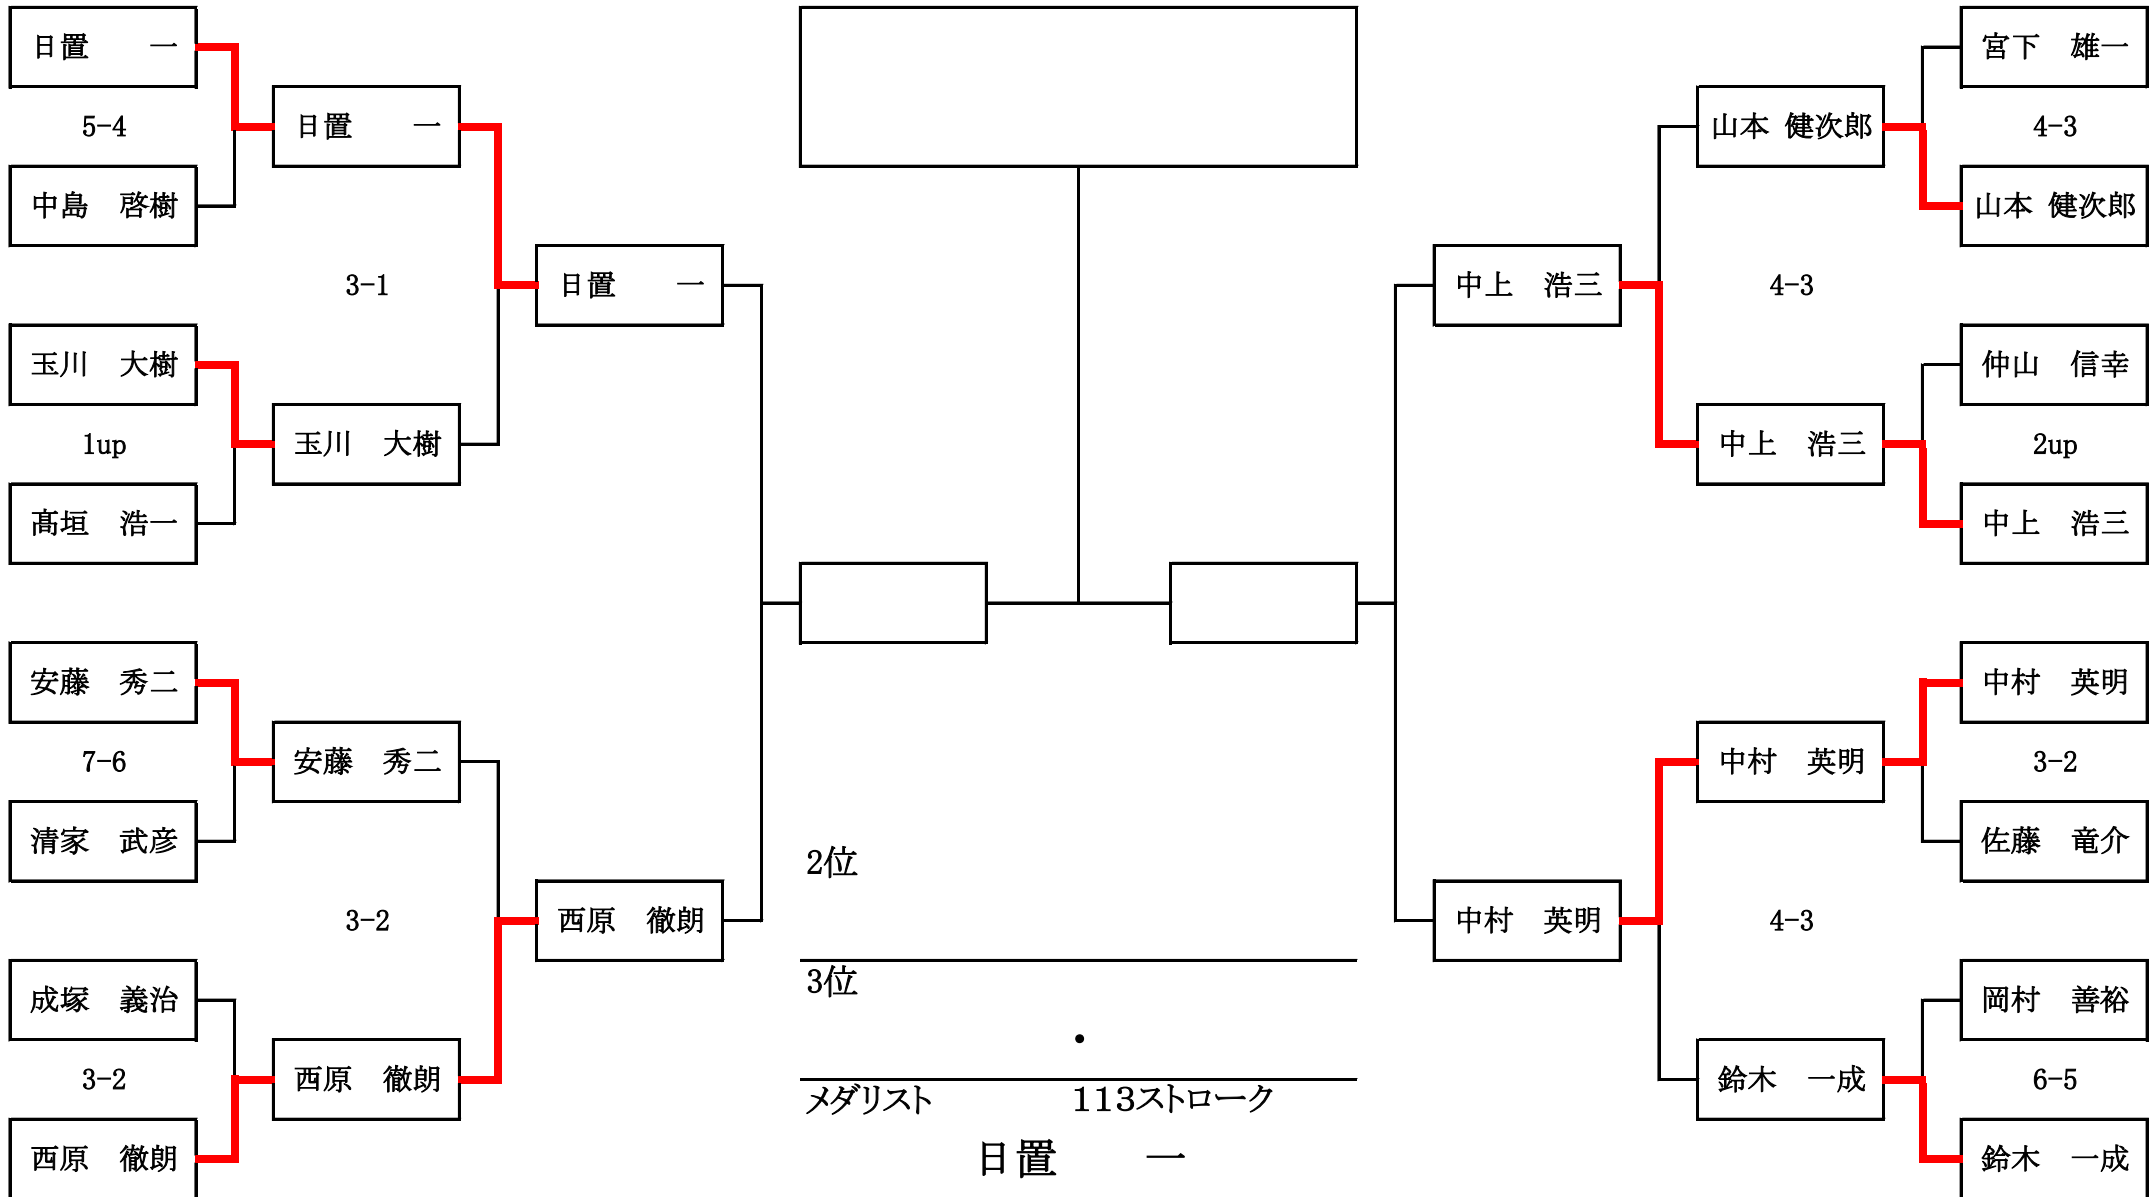 日置　　一
5-4
中島　啓樹
玉川　大樹
1up
髙垣　浩一
安藤　秀二
7-6
清家　武彦
成塚　義治
3-2
西原　徹朗
日置　　一
3-1
玉川　大樹
安藤　秀二
3-2
西原　徹朗
日置　　一
西原　徹朗
2位
3位
・
メダリスト　　　113ストローク
日置　　一
中上　浩三
中村　英明
山本 健次郎
4-3
中上　浩三
中村　英明
4-3
鈴木　一成
宮下　雄一
4-3
山本 健次郎
仲山　信幸
2up
中上　浩三
中村　英明
3-2
佐藤　竜介
岡村　善裕
6-5
鈴木　一成